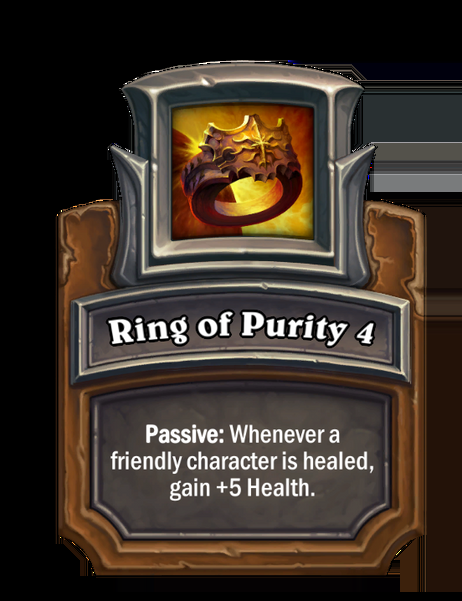 Ring of Purity 4
Passive: Whenever a
friendly character is healed,
gain +5 Health.